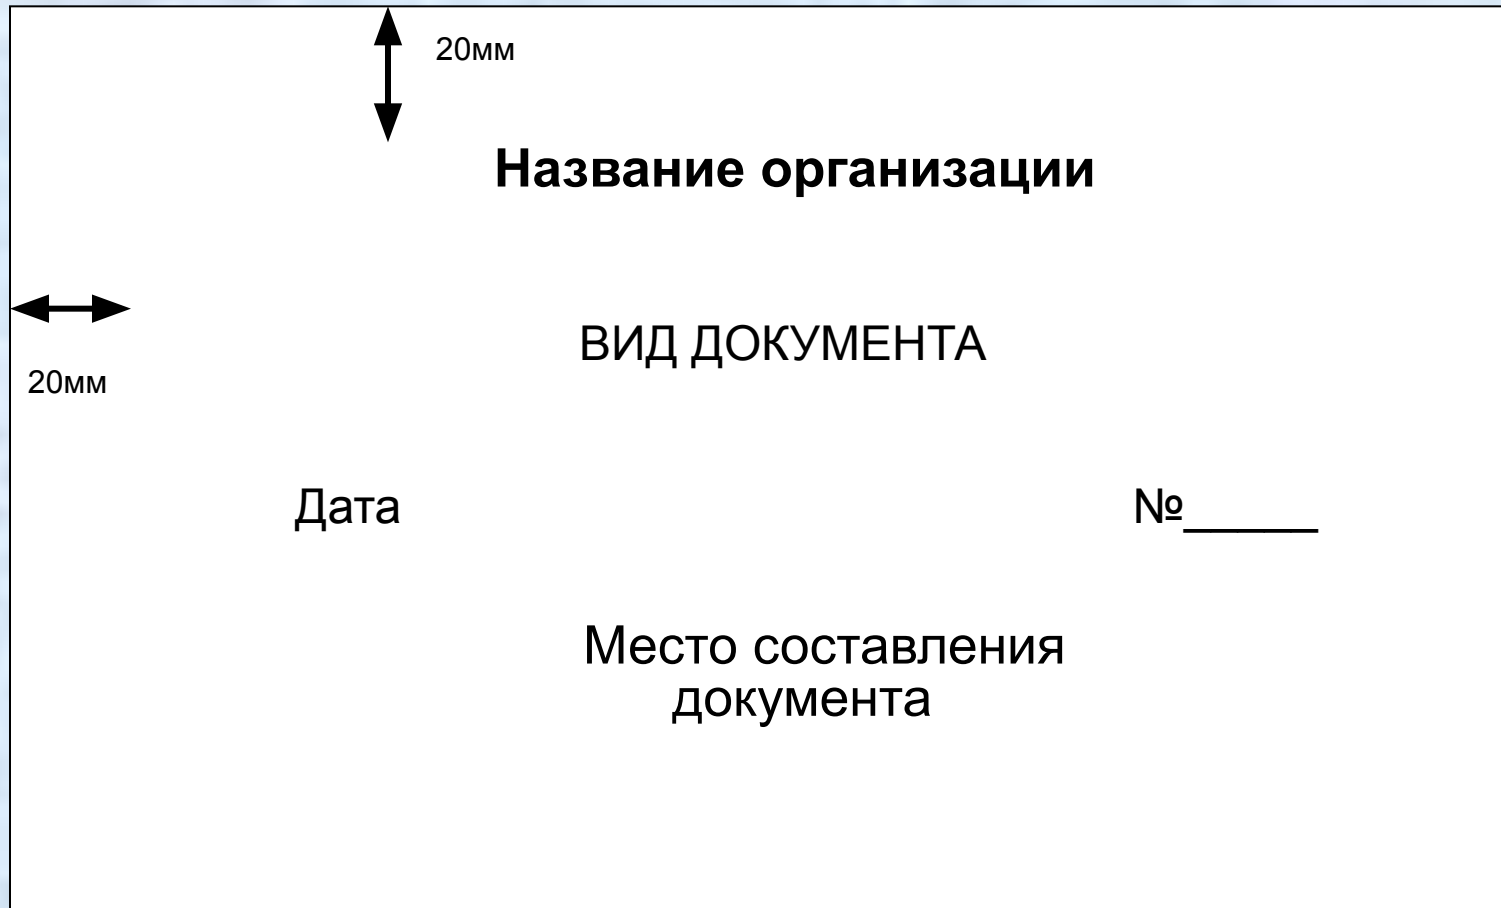 20мм
Название организации
ВИД ДОКУМЕНТА
20мм
Дата №_____
Место составления
документа